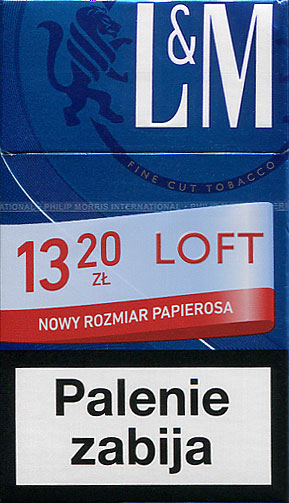 L&M
FINE CUT TOBACCO
PHILIP MORRIS INTERNATIONAL
13 20 ZŁ LOFT
NOWY ROZMIAR PAPIEROSA
Palenie
zabija